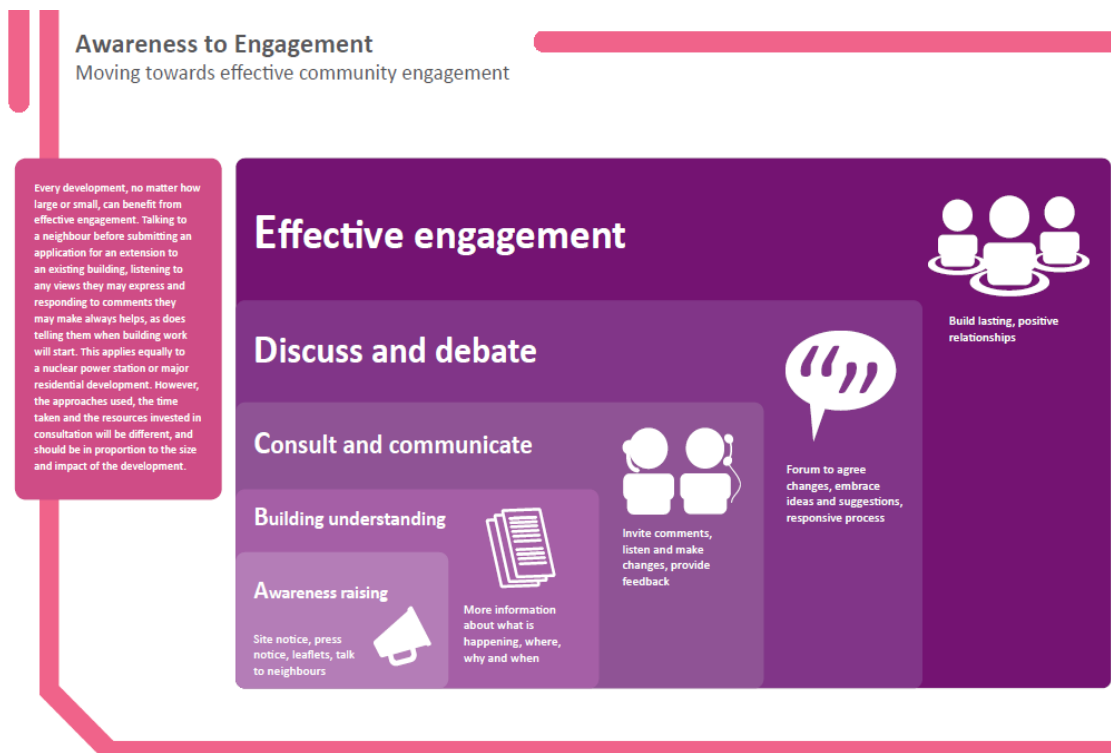 Awareness to Engagement
Moving towards effective community engagement
Every development, no matter how
large or small, can benefit from
effective engagement. Talking to
a neighbour before submitting an
application for an extension to
an existing building, listening to
any views they may express and
responding to comments they
may make always helps, as does
telling them when building work
will start. This applies equally to
a nuclear power station or major
residential development. However,
the approaches used, the time
taken and the resources invested in
consultation will be different, and
should be in proportion to the size
and impact of the development.
Effective engagement
Build lasting, positive
relationships
Discuss and debate
Forum to agree
changes, embrace
ideas and suggestions,
responsive process
Consult and communicate
Invite comments,
listen and make
changes, provide
feedback
Building understanding
More information
about what is
happening, where,
why and when
Awareness raising
Site notice, press
notice, leaflets, talk
to neighbours